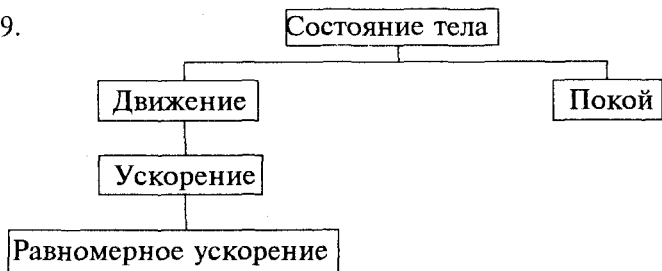 9.
Состояние тела
Движение
Покой
Ускорение
Равномерное ускорение